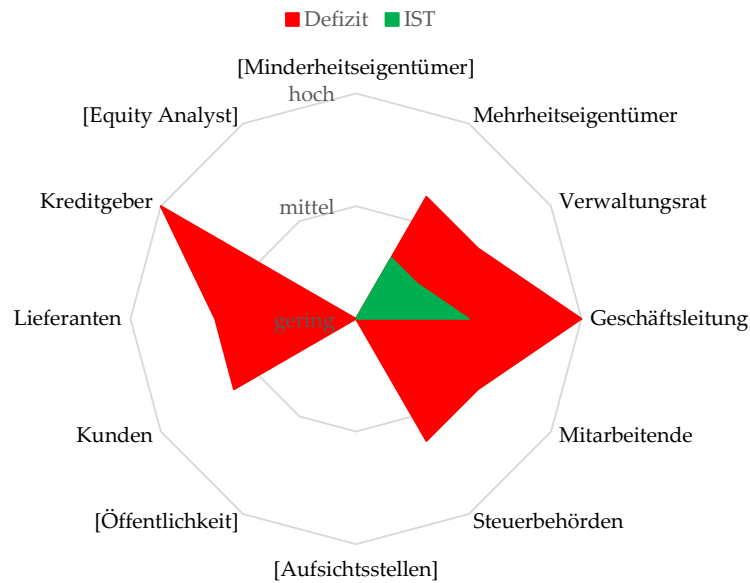 Defizit IST
[Minderheitseigentümer]
hoch
[Equity Analyst]
Mehrheitseigentümer
Kreditgeber
mittel
Verwaltungsrat
Lieferanten
gering
Geschäftsleitung
Kunden
Mitarbeitende
[Öffentlichkeit]
Steuerbehörden
[Aufsichtsstellen]